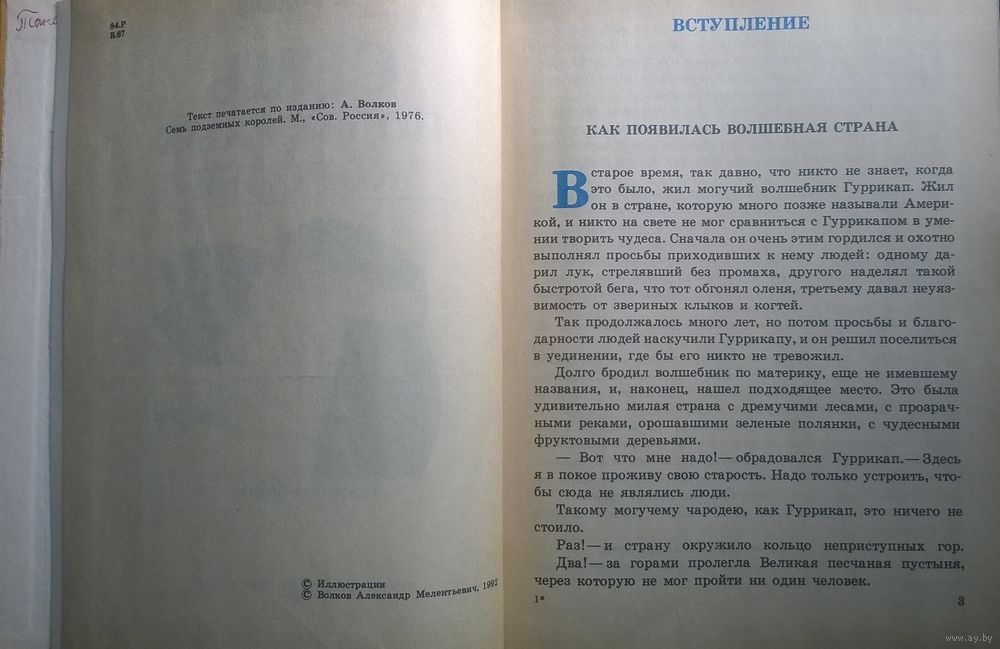 84.Р
В.67
Текст печатается по изданию: А. Волков
Семь подземных королей. М., «Сов. Россия», 1976.
© Иллюстрации
© Волков Александр Мелентьевич, 1992
ВСТУПЛЕНИЕ
КАК ПОЯВИЛАСЬ ВОЛШЕБНАЯ СТРАНА
В старое время, так давно, что никто не знает, когда
это было, жил могучий волшебник Гуррикап. Жил
он в стране, которую много позже называли Амери-
кой, и никто на свете не мог сравниться с Гуррикапом в уме-
нии творить чудеса. Сначала он очень этим гордился и охотно
выполнял просьбы приходивших к нему людей: одному да-
рил лук, стрелявший без промаха, другого наделял такой
быстротой бега, что тот обгонял оленя, третьему давал неуяз-
вимость от звериных клыков и когтей.
Так продолжалось много лет, но потом просьбы и благо-
дарности людей наскучили Гуррикапу, и он решил поселиться
в уединении, где бы его никто не тревожил.
Долго бродил волшебник по материку, еще не имевшему
названия, и, наконец, нашел подходящее место. Это была
удивительно милая страна с дремучими лесами, с прозрач-
ными реками, орошавшими зеленые полянки, с чудесными
фруктовыми деревьями.
— Вот что мне надо!—обрадовался Гуррикап.—Здесь
я в покое проживу свою старость. Надо только устроить, что-
бы сюда не являлись люди.
Такому могучему чародею, как Гуррикап, это ничего не
стоило.
Раз!—и страну окружило кольцо неприступных гор.
Два!—за горами пролегла Великая песчаная пустыня,
через которую не мог пройти ни один человек.
1*
3
www.ay.by